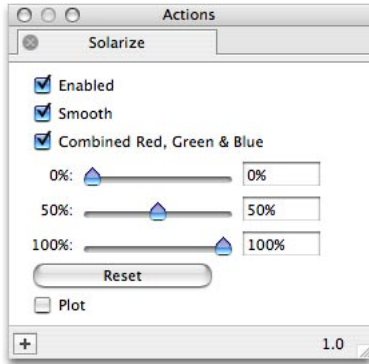 Actions
Solarize
Enabled
Smooth
Combined Red, Green & Blue
0%: 0%
50%: 50%
100%: 100%
Reset
Plot
+ 1.0